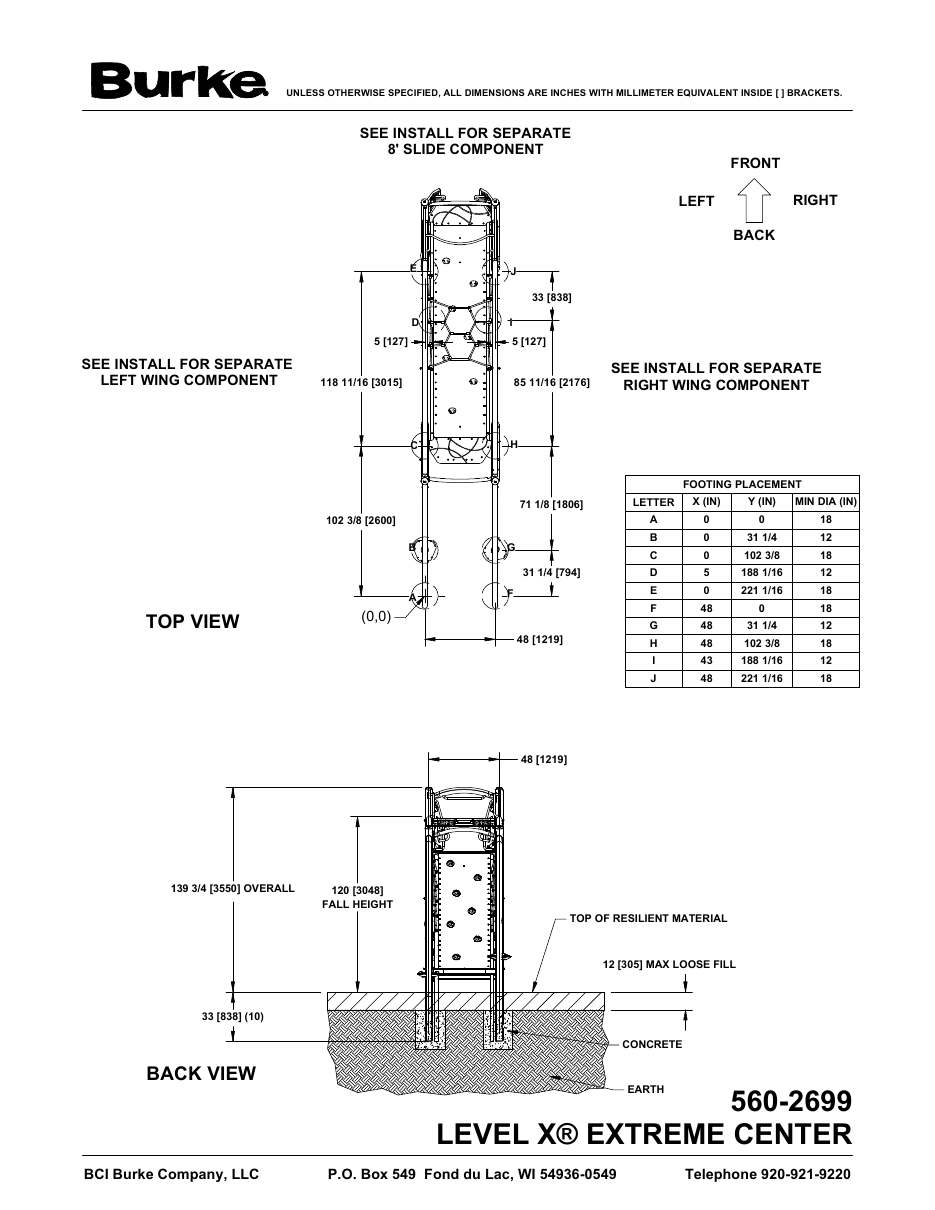 Burke
UNLESS OTHERWISE SPECIFIED, ALL DIMENSIONS ARE INCHES WITH MILLIMETER EQUIVALENT INSIDE [ ] BRACKETS.
SEE INSTALL FOR SEPARATE
8' SLIDE COMPONENT
FRONT
LEFT
RIGHT
BACK
E
J
33 [838]
D
I
5 [127]
5 [127]
SEE INSTALL FOR SEPARATE
LEFT WING COMPONENT
118 11/16 [3015]
85 11/16 [2176]
SEE INSTALL FOR SEPARATE
RIGHT WING COMPONENT
C
H
102 3/8 [2600]
71 1/8 [1806]
B
G
31 1/4 [794]
A
F
(0,0)
48 [1219]
TOP VIEW
FOOTING PLACEMENT
LETTER X (IN) Y (IN) MIN DIA (IN)
A 0 0 18
B 0 31 1/4 12
C 0 102 3/8 18
D 5 188 1/16 12
E 0 221 1/16 18
F 48 0 18
G 48 31 1/4 12
H 48 102 3/8 18
I 43 188 1/16 12
J 48 221 1/16 18
48 [1219]
139 3/4 [3550] OVERALL
120 [3048]
FALL HEIGHT
TOP OF RESILIENT MATERIAL
12 [305] MAX LOOSE FILL
33 [838] (10)
CONCRETE
EARTH
BACK VIEW
560-2699
LEVEL X® EXTREME CENTER
BCI Burke Company, LLC P.O. Box 549 Fond du Lac, WI 54936-0549 Telephone 920-921-9220